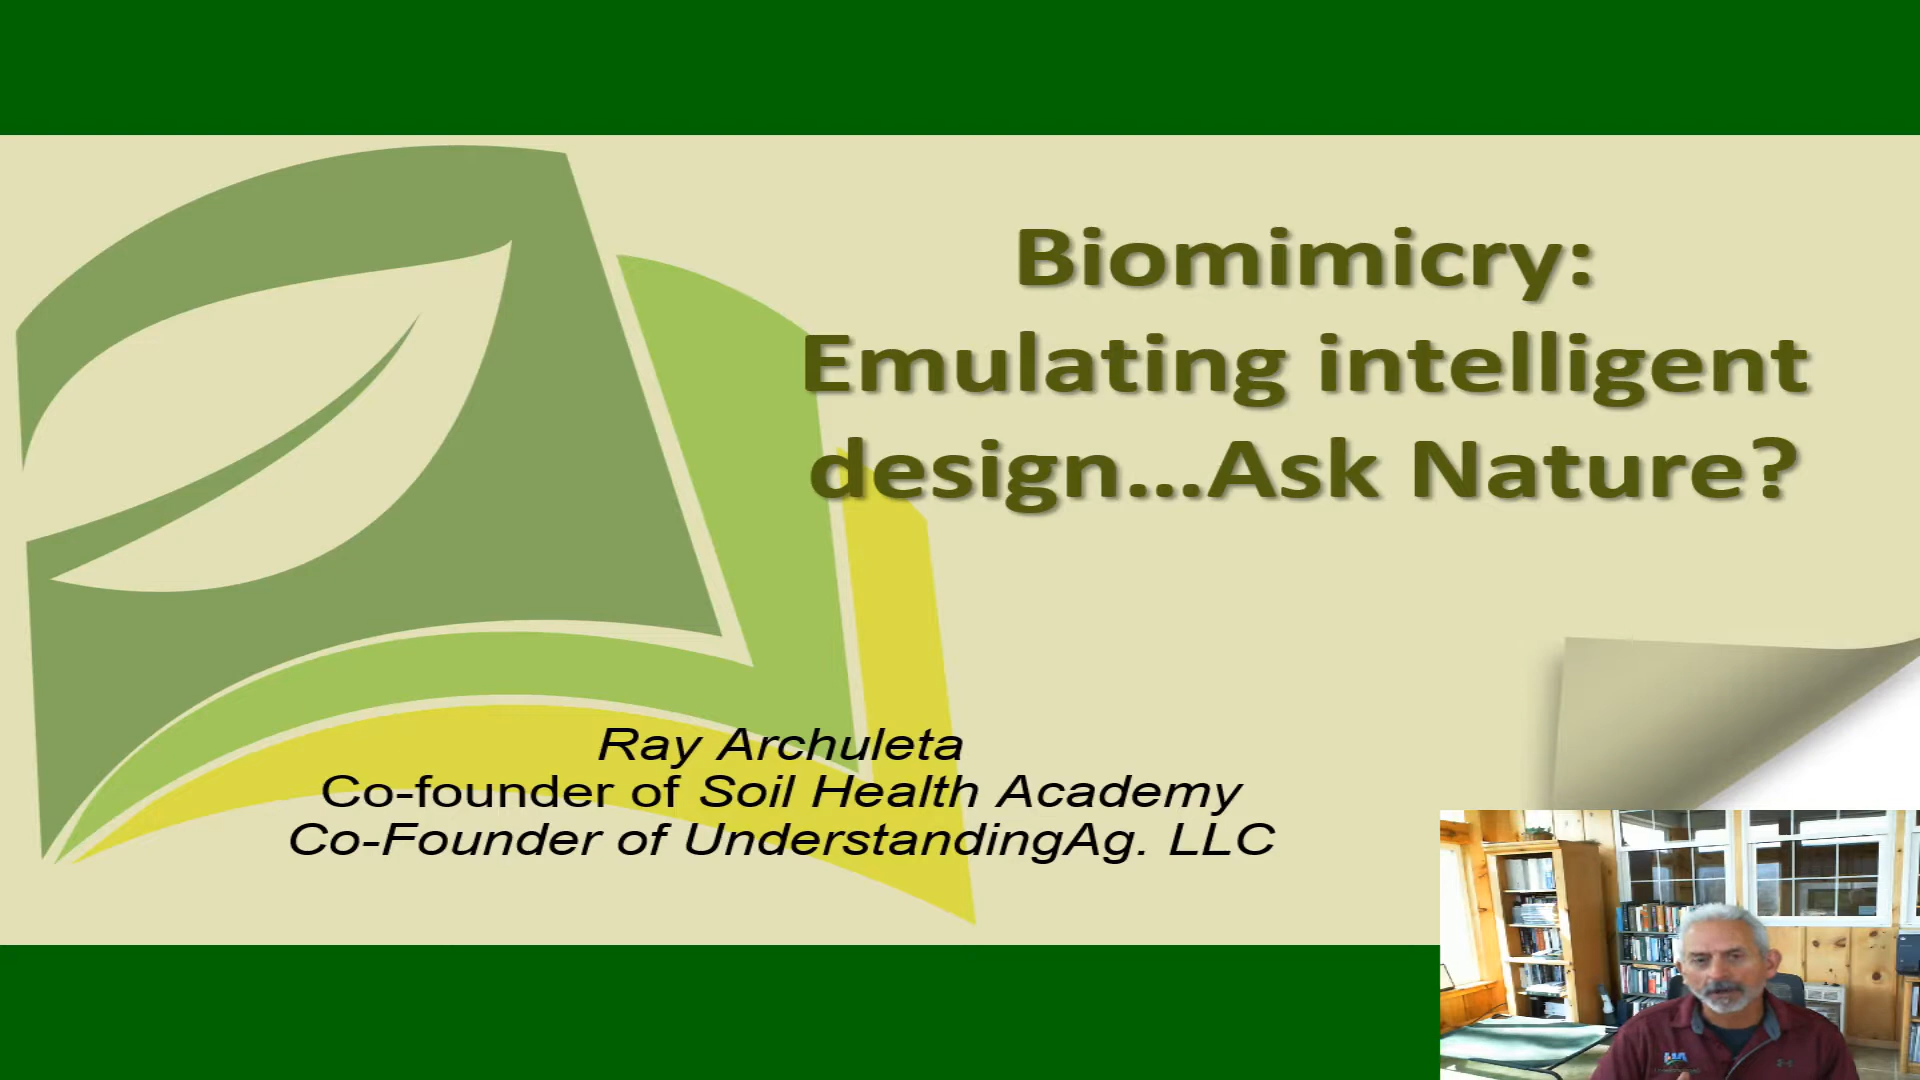 Biomimicry:
Emulating intelligent
design...Ask Nature?
Ray Archuleta
Co-founder of Soil Health Academy
Co-Founder of UnderstandingAg. LLC